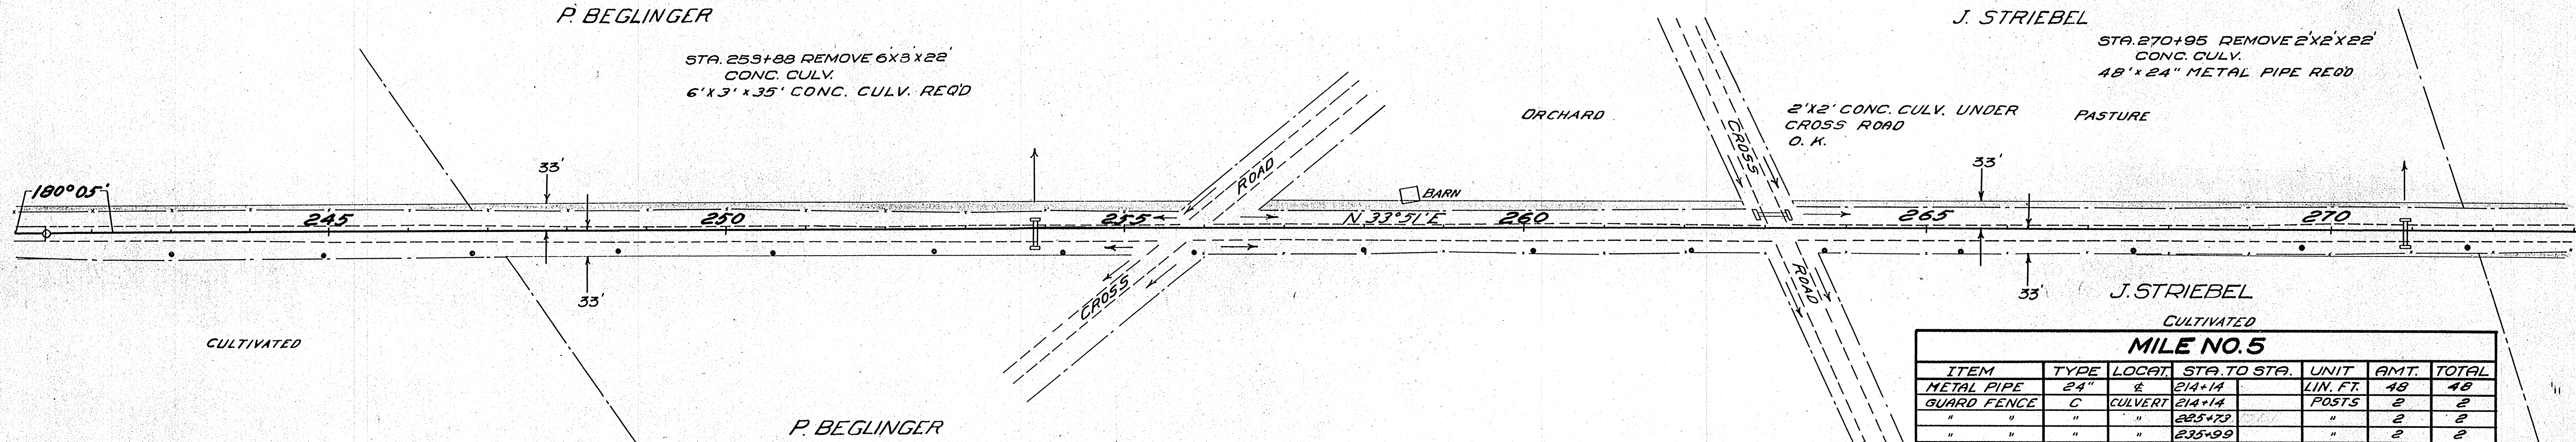 P. BEGLINGER
J. STRIEBEL
STA. 253+88 REMOVE 6'X3'X22'
CONC. CULV.
6'X3'X35' CONC. CULV. REQ'D
STA. 270+95 REMOVE 2'X2'X22'
CONC. CULV.
48'X24" METAL PIPE REQ'D
ORCHARD
2'X2' CONC. CULV. UNDER
CROSS ROAD
O. K.
PASTURE
CROSS
ROAD
BARN
33'
33'
180°05'
245
250
255
N 33°51'E
260
265
270
33'
33'
CROSS
ROAD
J. STRIEBEL
CULTIVATED
CULTIVATED
P. BEGLINGER
MILE NO. 5
ITEM TYPE LOCAT. STA. TO STA. UNIT AMT. TOTAL
METAL PIPE 24" ℄ 214+14 LIN. FT. 48 48
GUARD FENCE C CULVERT 214+14 POSTS 2 2
" " " " 225+73 " 2 2
" " " " 235+99 " 2 2